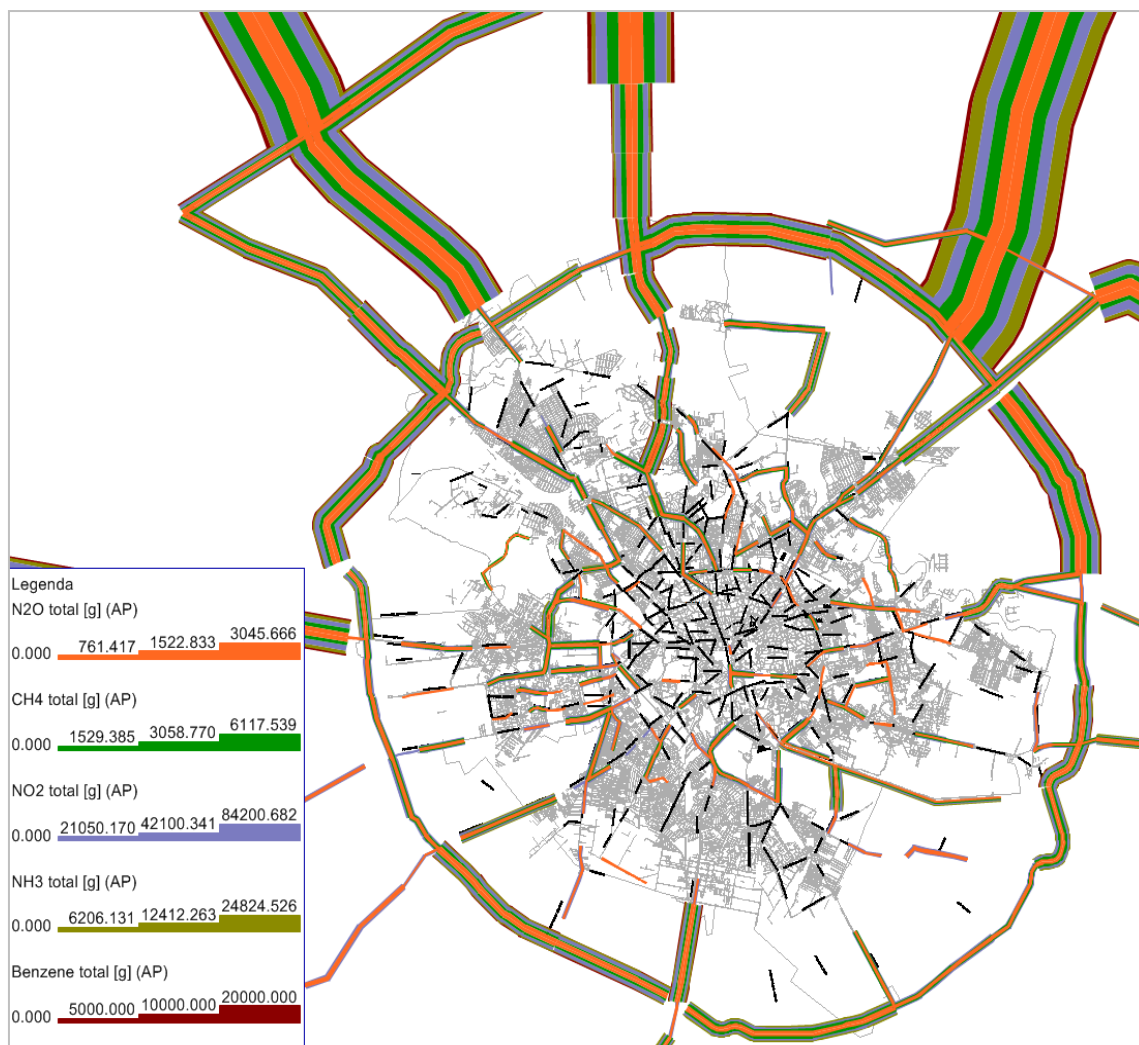 Legenda
N2O total [g] (AP)
0.000 761.417 1522.833 3045.666
CH4 total [g] (AP)
0.000 1529.385 3058.770 6117.539
NO2 total [g] (AP)
0.000 21050.170 42100.341 84200.682
NH3 total [g] (AP)
0.000 6206.131 12412.263 24824.526
Benzene total [g] (AP)
0.000 5000.000 10000.000 20000.000